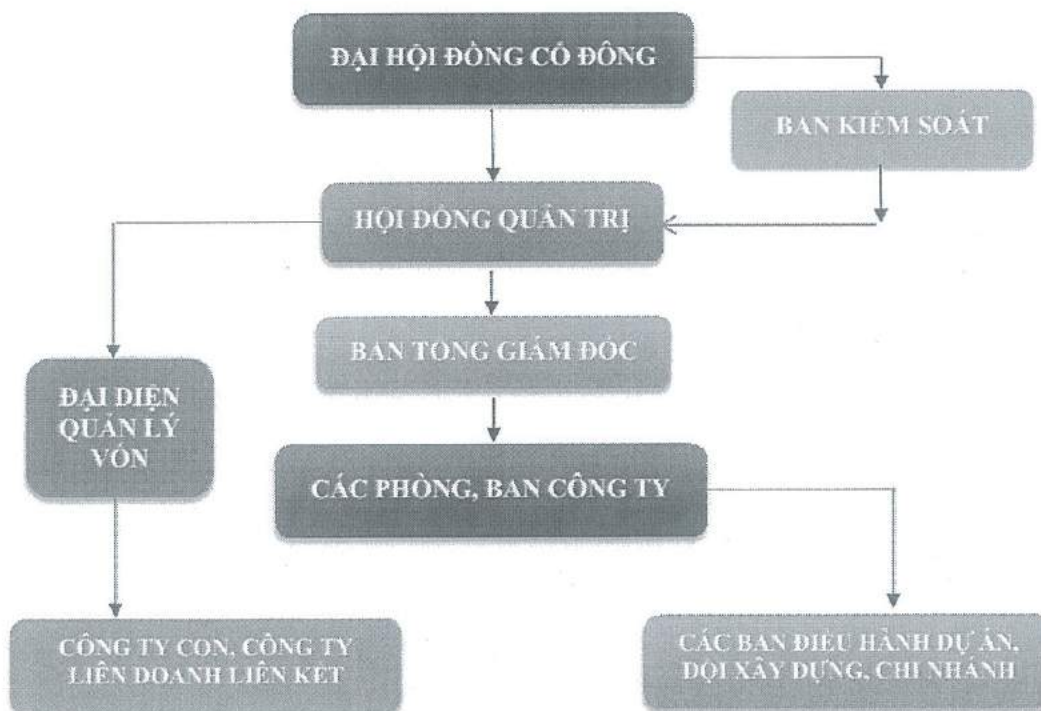 ĐẠI HỘI ĐỒNG CỔ ĐÔNG
BAN KIỂM SOÁT
HỘI ĐỒNG QUẢN TRỊ
BAN TỔNG GIÁM ĐỐC
ĐẠI DIỆN
QUẢN LÝ
VỐN
CÁC PHÒNG, BAN CÔNG TY
CÔNG TY CON, CÔNG TY
LIÊN DOANH LIÊN KẾT
CÁC BAN ĐIỀU HÀNH DỰ ÁN,
ĐỘI XÂY DỰNG, CHI NHÁNH